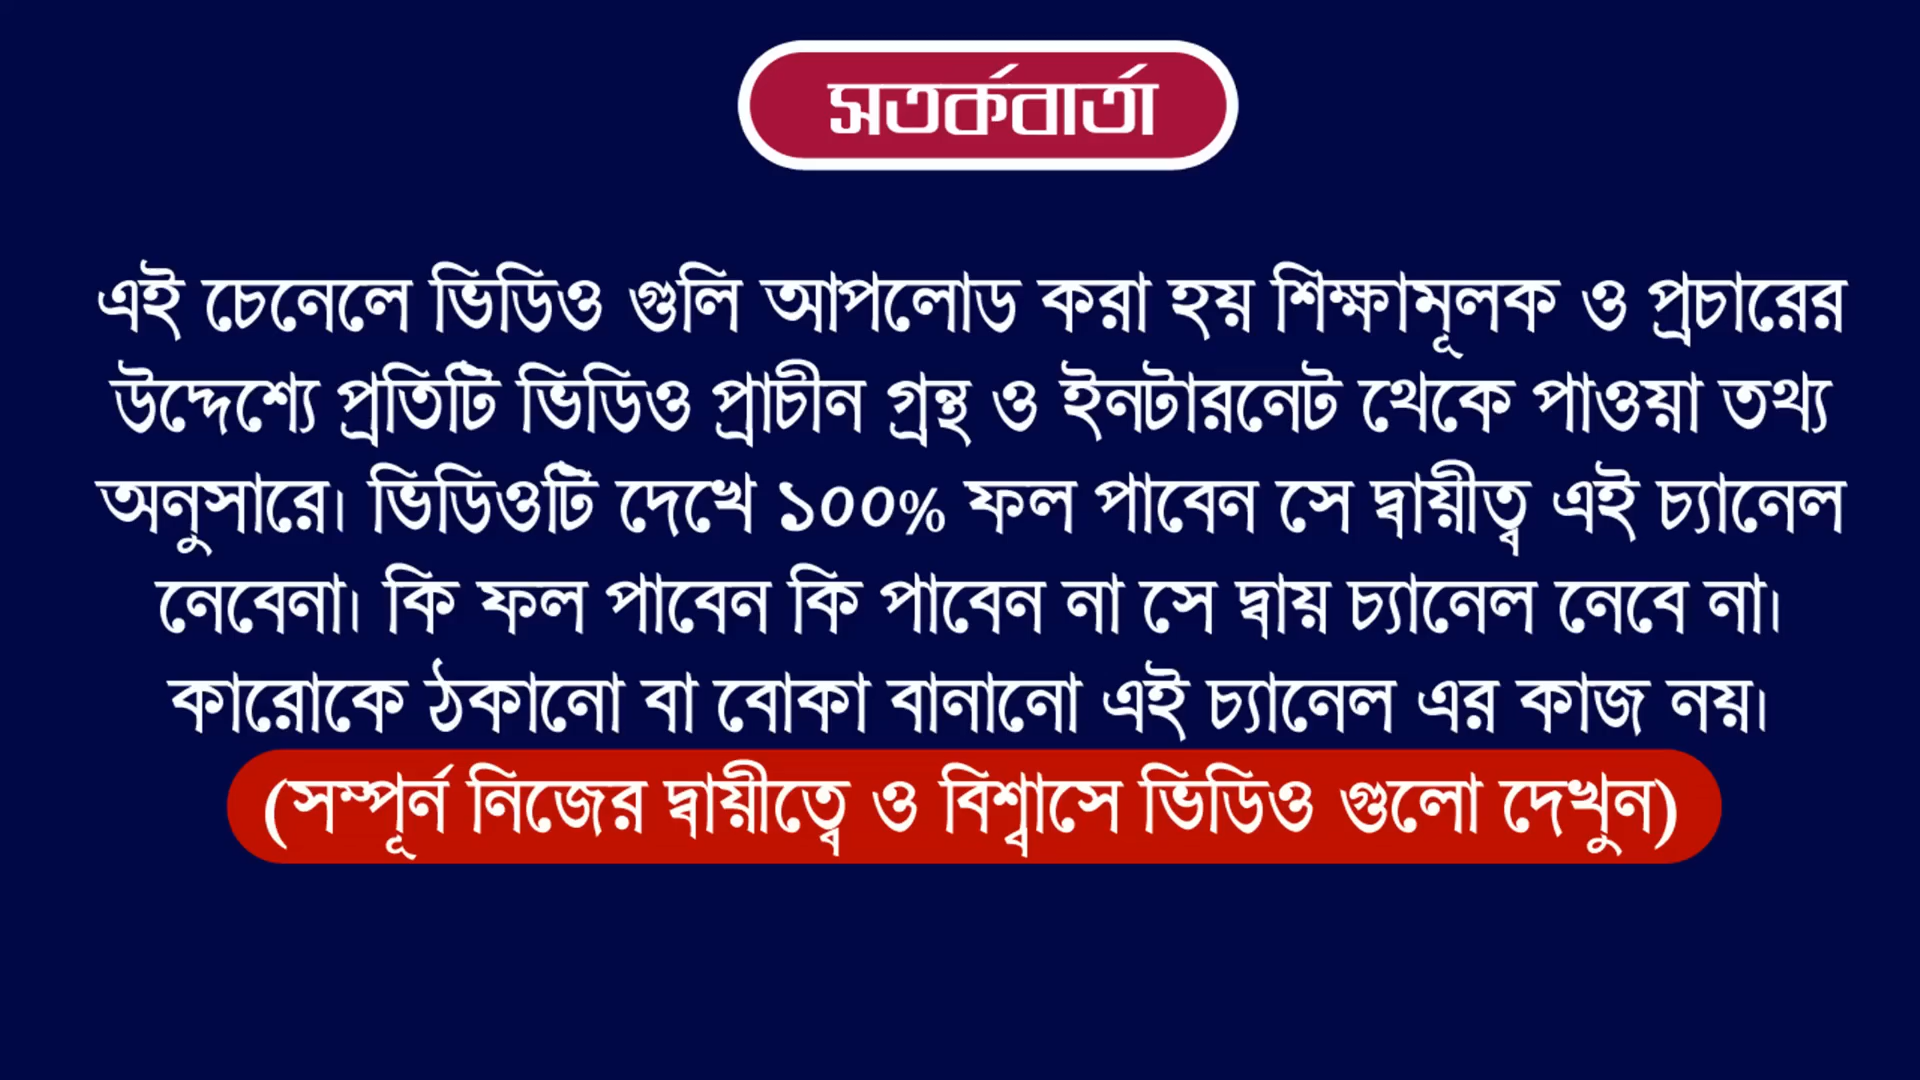 সতর্কবার্তা
এই চেনেলে ভিডিও গুলি আপলোড করা হয় শিক্ষামূলক ও প্রচারের
উদ্দেশ্যে প্রতিটি ভিডিও প্রাচীন গ্রন্থ ও ইনটারনেট থেকে পাওয়া তথ্য
অনুসারে। ভিডিওটি দেখে ১০০% ফল পাবেন সে দ্বায়ীত্ব এই চ্যানেল
নেবেনা। কি ফল পাবেন কি পাবেন না সে দ্বায় চ্যানেল নেবে না।
কারোকে ঠকানো বা বোকা বানানো এই চ্যানেল এর কাজ নয়।
(সম্পূর্ন নিজের দ্বায়ীত্বে ও বিশ্বাসে ভিডিও গুলো দেখুন)